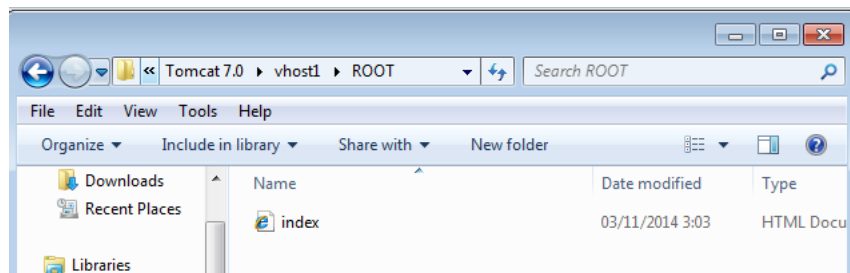 « Tomcat 7.0 ▸ vhost1 ▸ ROOT Search ROOT
File Edit View Tools Help
Organize Include in library Share with New folder
Downloads Name Date modified Type
Recent Places
index 03/11/2014 3:03 HTML Docu
Libraries